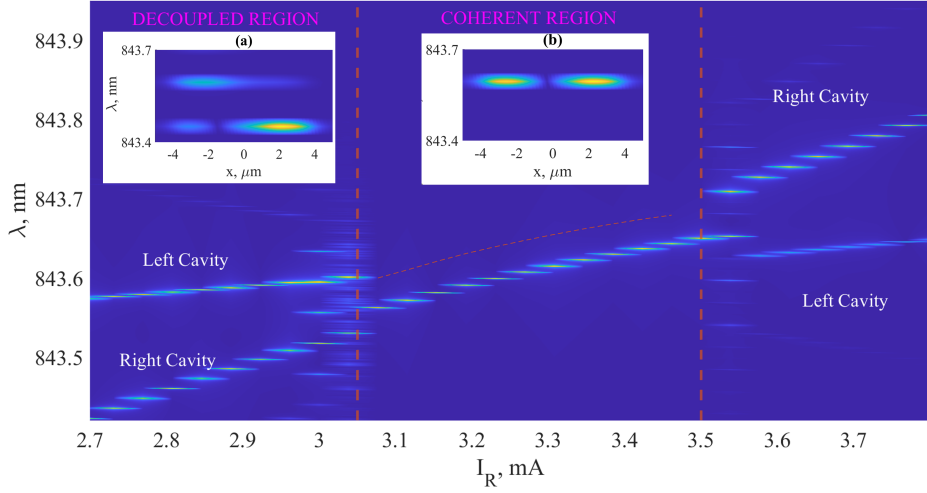 DECOUPLED REGION
COHERENT REGION
(a)
843.7
λ, nm
843.4
-4 -2 0 2 4
x, μm
(b)
843.7
843.4
-4 -2 0 2 4
x, μm
λ, nm
843.9
843.8
843.7
843.6
843.5
Right Cavity
Left Cavity
Left Cavity
Right Cavity
2.7 2.8 2.9 3 3.1 3.2 3.3 3.4 3.5 3.6 3.7
I_R, mA